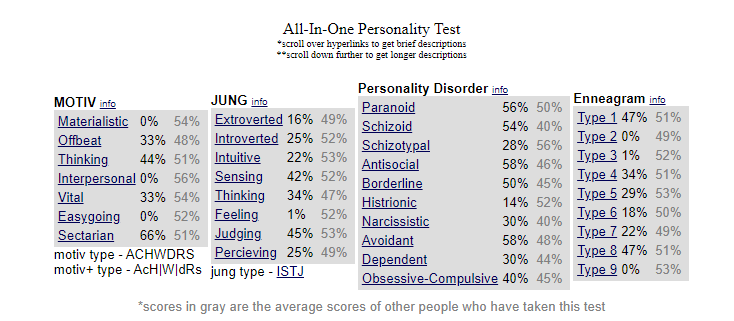 All-In-One Personality Test
*scroll over hyperlinks to get brief descriptions
**scroll down further to get longer descriptions
MOTIV info
Materialistic 0% 54%
Offbeat 33% 48%
Thinking 44% 51%
Interpersonal 0% 56%
Vital 33% 54%
Easygoing 0% 52%
Sectarian 66% 51%
motiv type - ACHWDRS
motiv+ type - AcH|W|dRs
JUNG info
Extroverted 16% 49%
Introverted 25% 52%
Intuitive 22% 53%
Sensing 42% 52%
Thinking 34% 47%
Feeling 1% 52%
Judging 45% 53%
Percieving 25% 49%
jung type - ISTJ
Personality Disorder info
Paranoid 56% 50%
Schizoid 54% 40%
Schizotypal 28% 56%
Antisocial 58% 46%
Borderline 50% 45%
Histrionic 14% 52%
Narcissistic 30% 40%
Avoidant 58% 48%
Dependent 30% 44%
Obsessive-Compulsive 40% 45%
Enneagram info
Type 1 47% 51%
Type 2 0% 49%
Type 3 1% 52%
Type 4 34% 51%
Type 5 29% 53%
Type 6 18% 50%
Type 7 22% 49%
Type 8 47% 51%
Type 9 0% 53%
*scores in gray are the average scores of other people who have taken this test